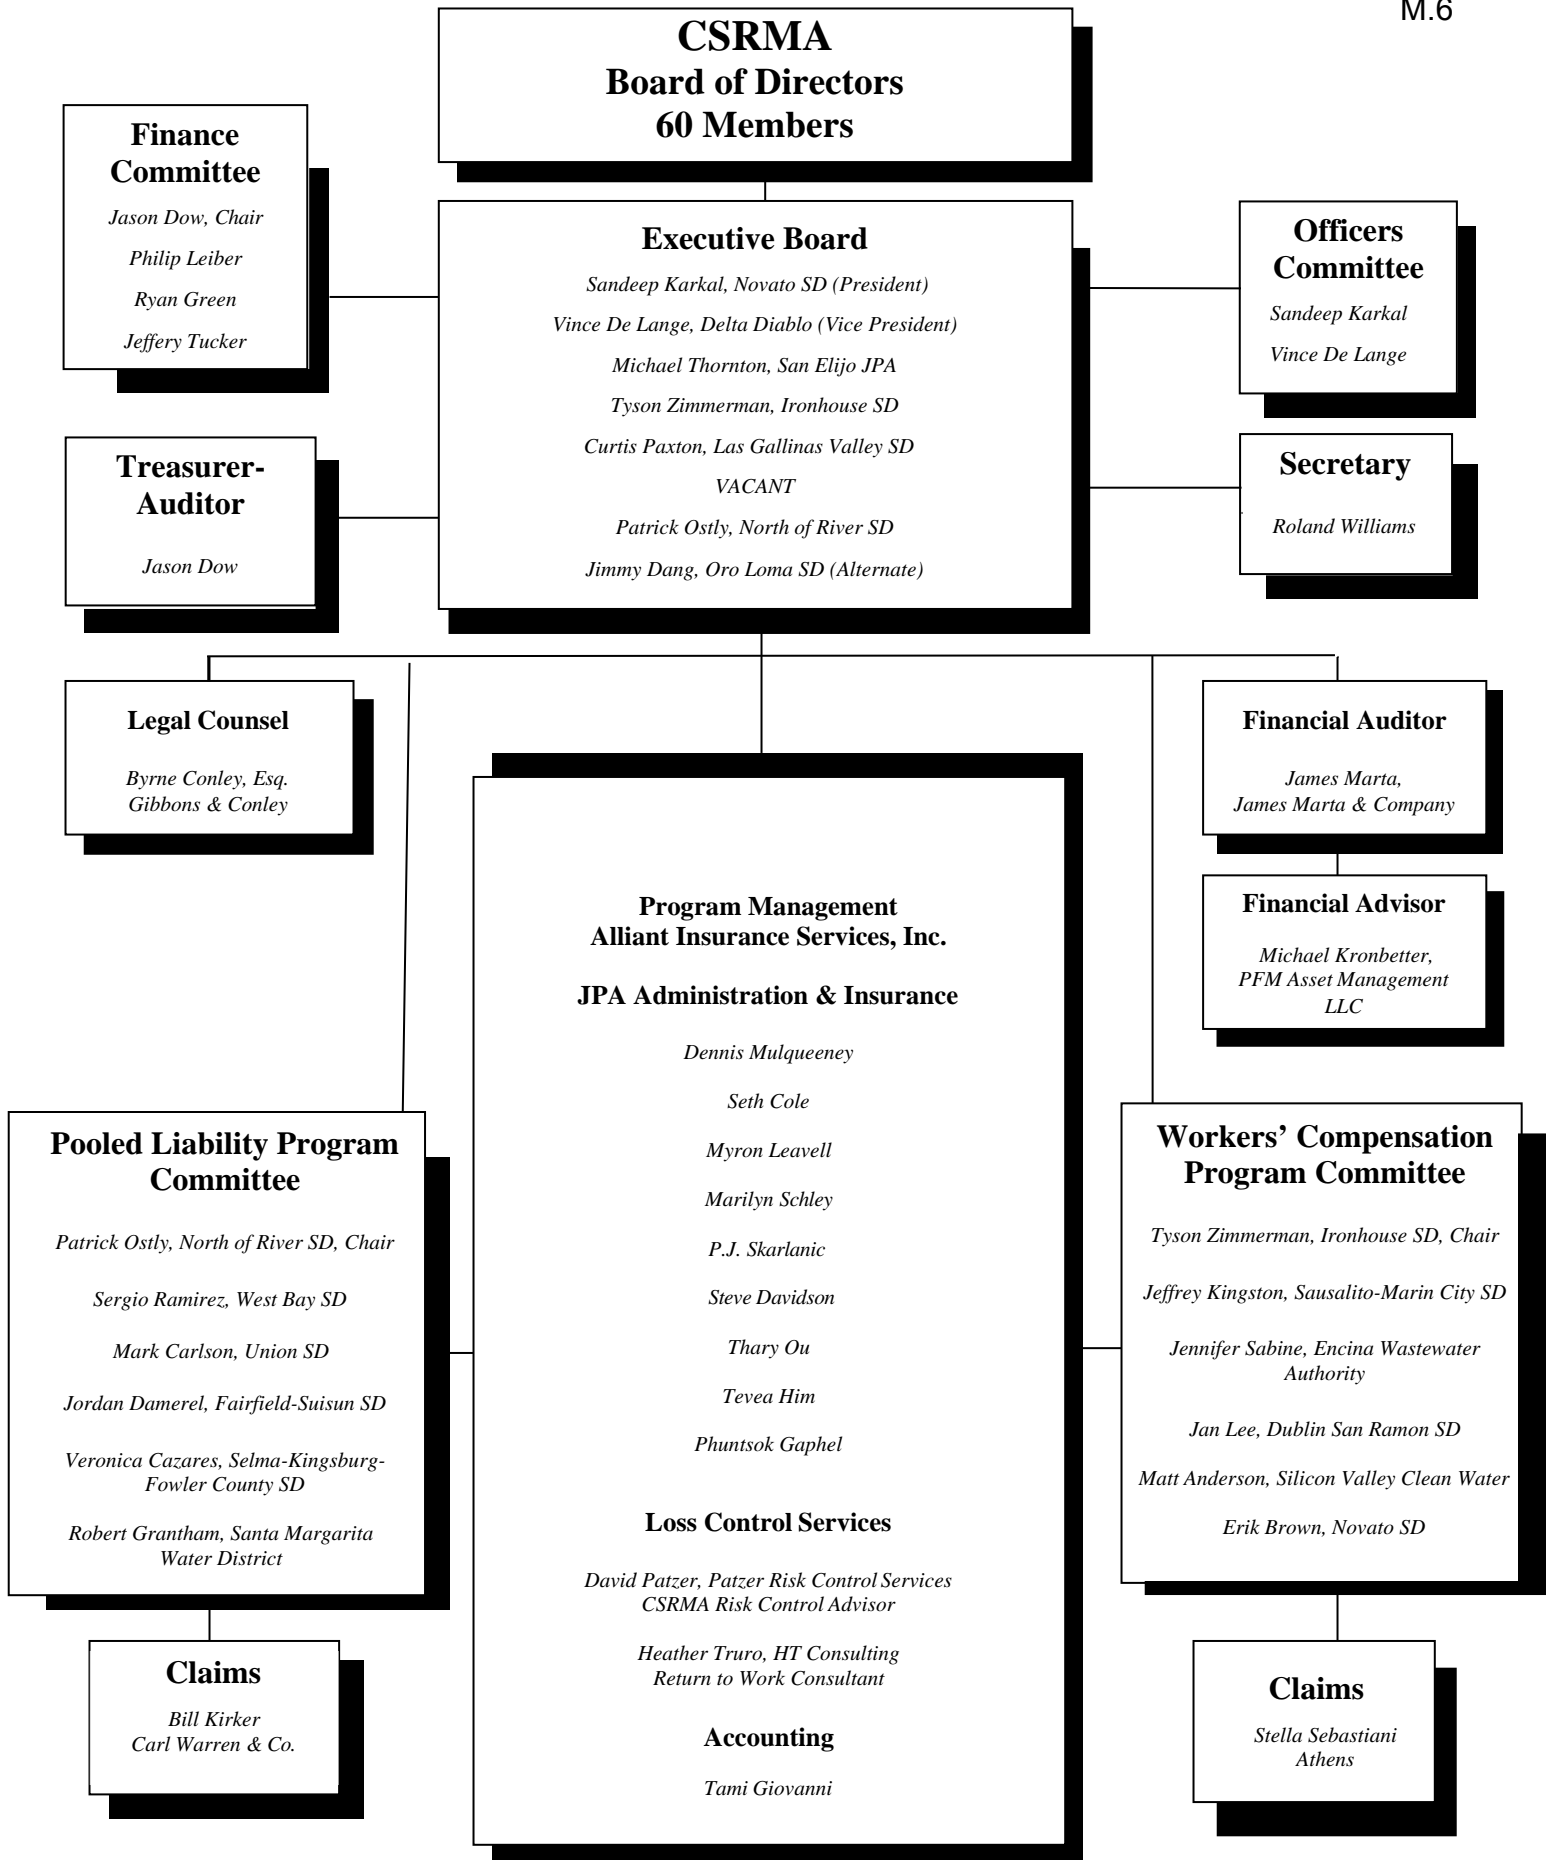 M.6
CSRMA
Board of Directors
60 Members
Finance
Committee
Jason Dow, Chair
Philip Leiber
Ryan Green
Jeffery Tucker
Executive Board
Sandeep Karkal, Novato SD (President)
Vince De Lange, Delta Diablo (Vice President)
Michael Thornton, San Elijo JPA
Tyson Zimmerman, Ironhouse SD
Curtis Paxton, Las Gallinas Valley SD
VACANT
Patrick Ostly, North of River SD
Jimmy Dang, Oro Loma SD (Alternate)
Officers
Committee
Sandeep Karkal
Vince De Lange
Treasurer-
Auditor
Jason Dow
Secretary
Roland Williams
Legal Counsel
Byrne Conley, Esq.
Gibbons & Conley
Financial Auditor
James Marta,
James Marta & Company
Financial Advisor
Michael Kronbetter,
PFM Asset Management
LLC
Program Management
Alliant Insurance Services, Inc.
JPA Administration & Insurance
Dennis Mulqueeney
Seth Cole
Myron Leavell
Marilyn Schley
P.J. Skarlanic
Steve Davidson
Thary Ou
Tevea Him
Phuntsok Gaphel
Loss Control Services
David Patzer, Patzer Risk Control Services
CSRMA Risk Control Advisor
Heather Truro, HT Consulting
Return to Work Consultant
Accounting
Tami Giovanni
Pooled Liability Program
Committee
Patrick Ostly, North of River SD, Chair
Sergio Ramirez, West Bay SD
Mark Carlson, Union SD
Jordan Damerel, Fairfield-Suisun SD
Veronica Cazares, Selma-Kingsburg-
Fowler County SD
Robert Grantham, Santa Margarita
Water District
Claims
Bill Kirker
Carl Warren & Co.
Workers’ Compensation
Program Committee
Tyson Zimmerman, Ironhouse SD, Chair
Jeffrey Kingston, Sausalito-Marin City SD
Jennifer Sabine, Encina Wastewater
Authority
Jan Lee, Dublin San Ramon SD
Matt Anderson, Silicon Valley Clean Water
Erik Brown, Novato SD
Claims
Stella Sebastiani
Athens